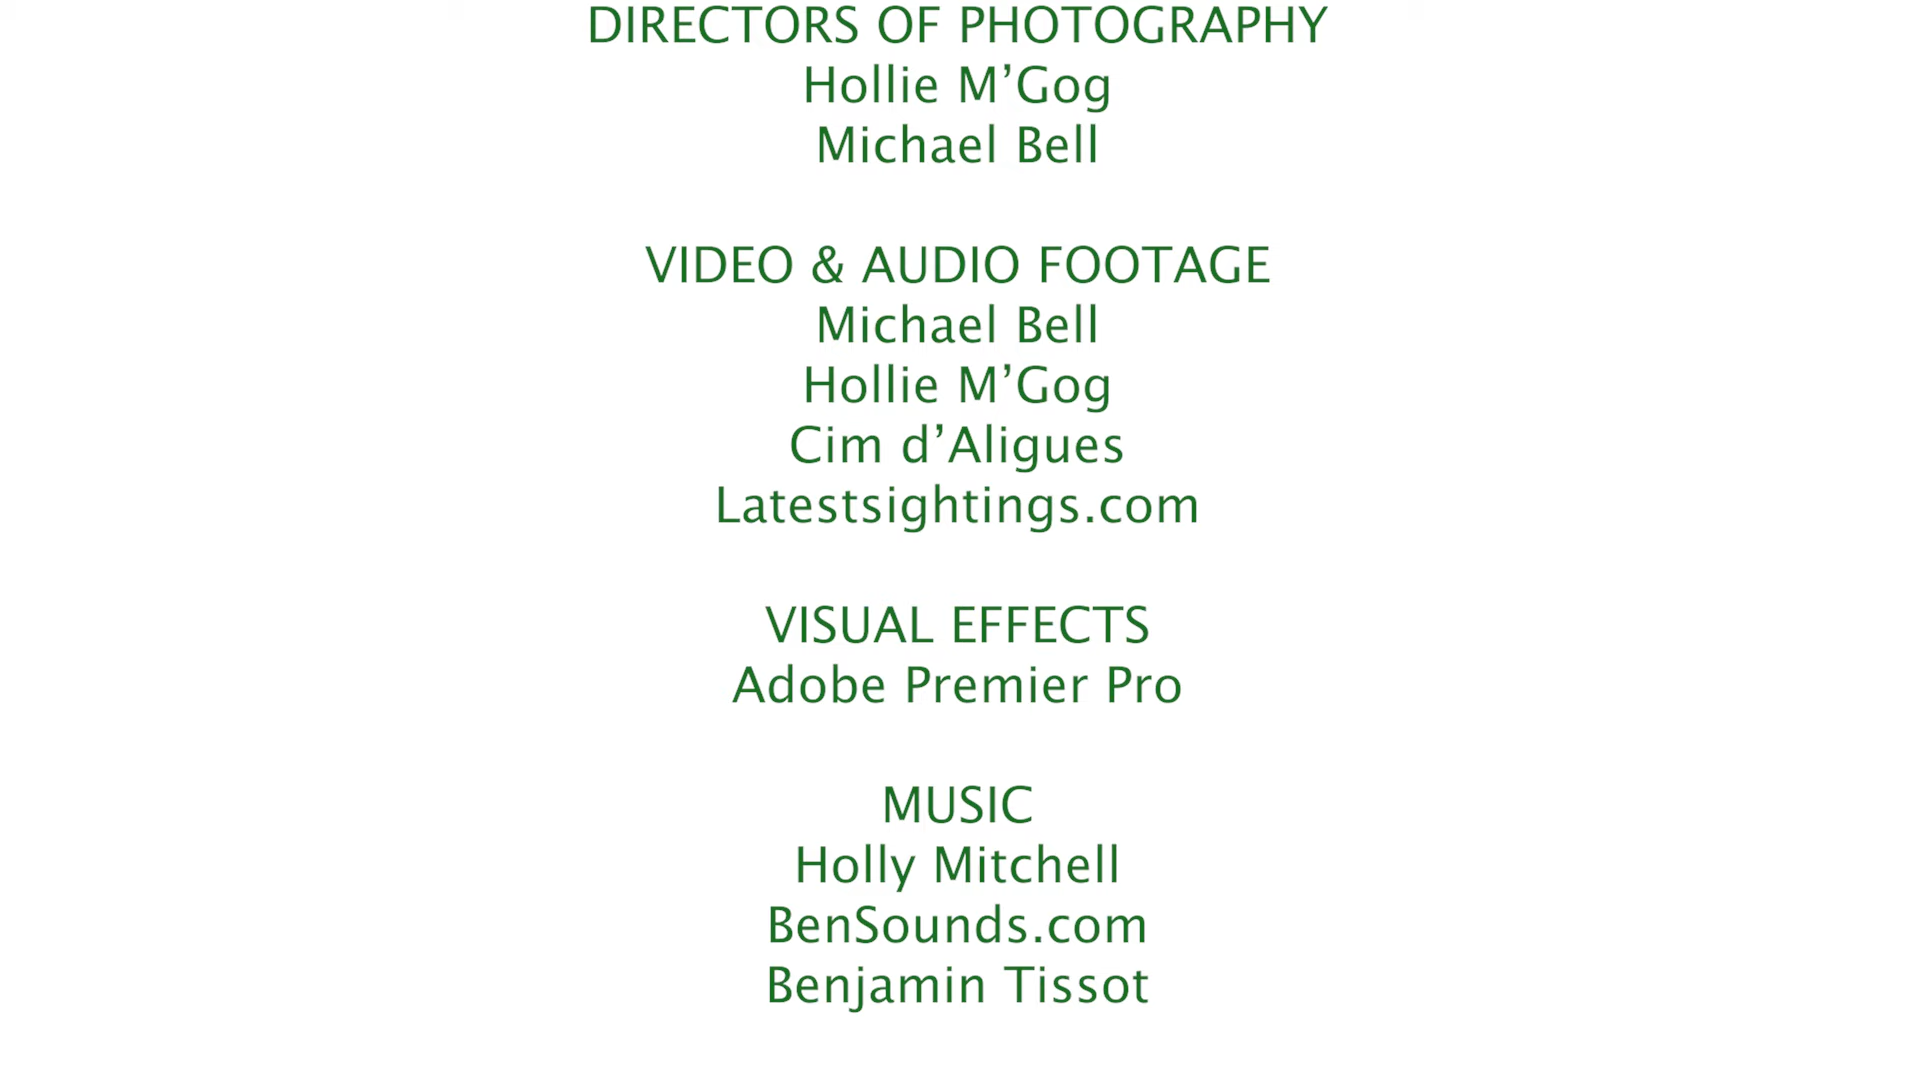 DIRECTORS OF PHOTOGRAPHY
Hollie M’Gog
Michael Bell
VIDEO & AUDIO FOOTAGE
Michael Bell
Hollie M’Gog
Cim d’Aligues
Latestsightings.com
VISUAL EFFECTS
Adobe Premier Pro
MUSIC
Holly Mitchell
BenSounds.com
Benjamin Tissot